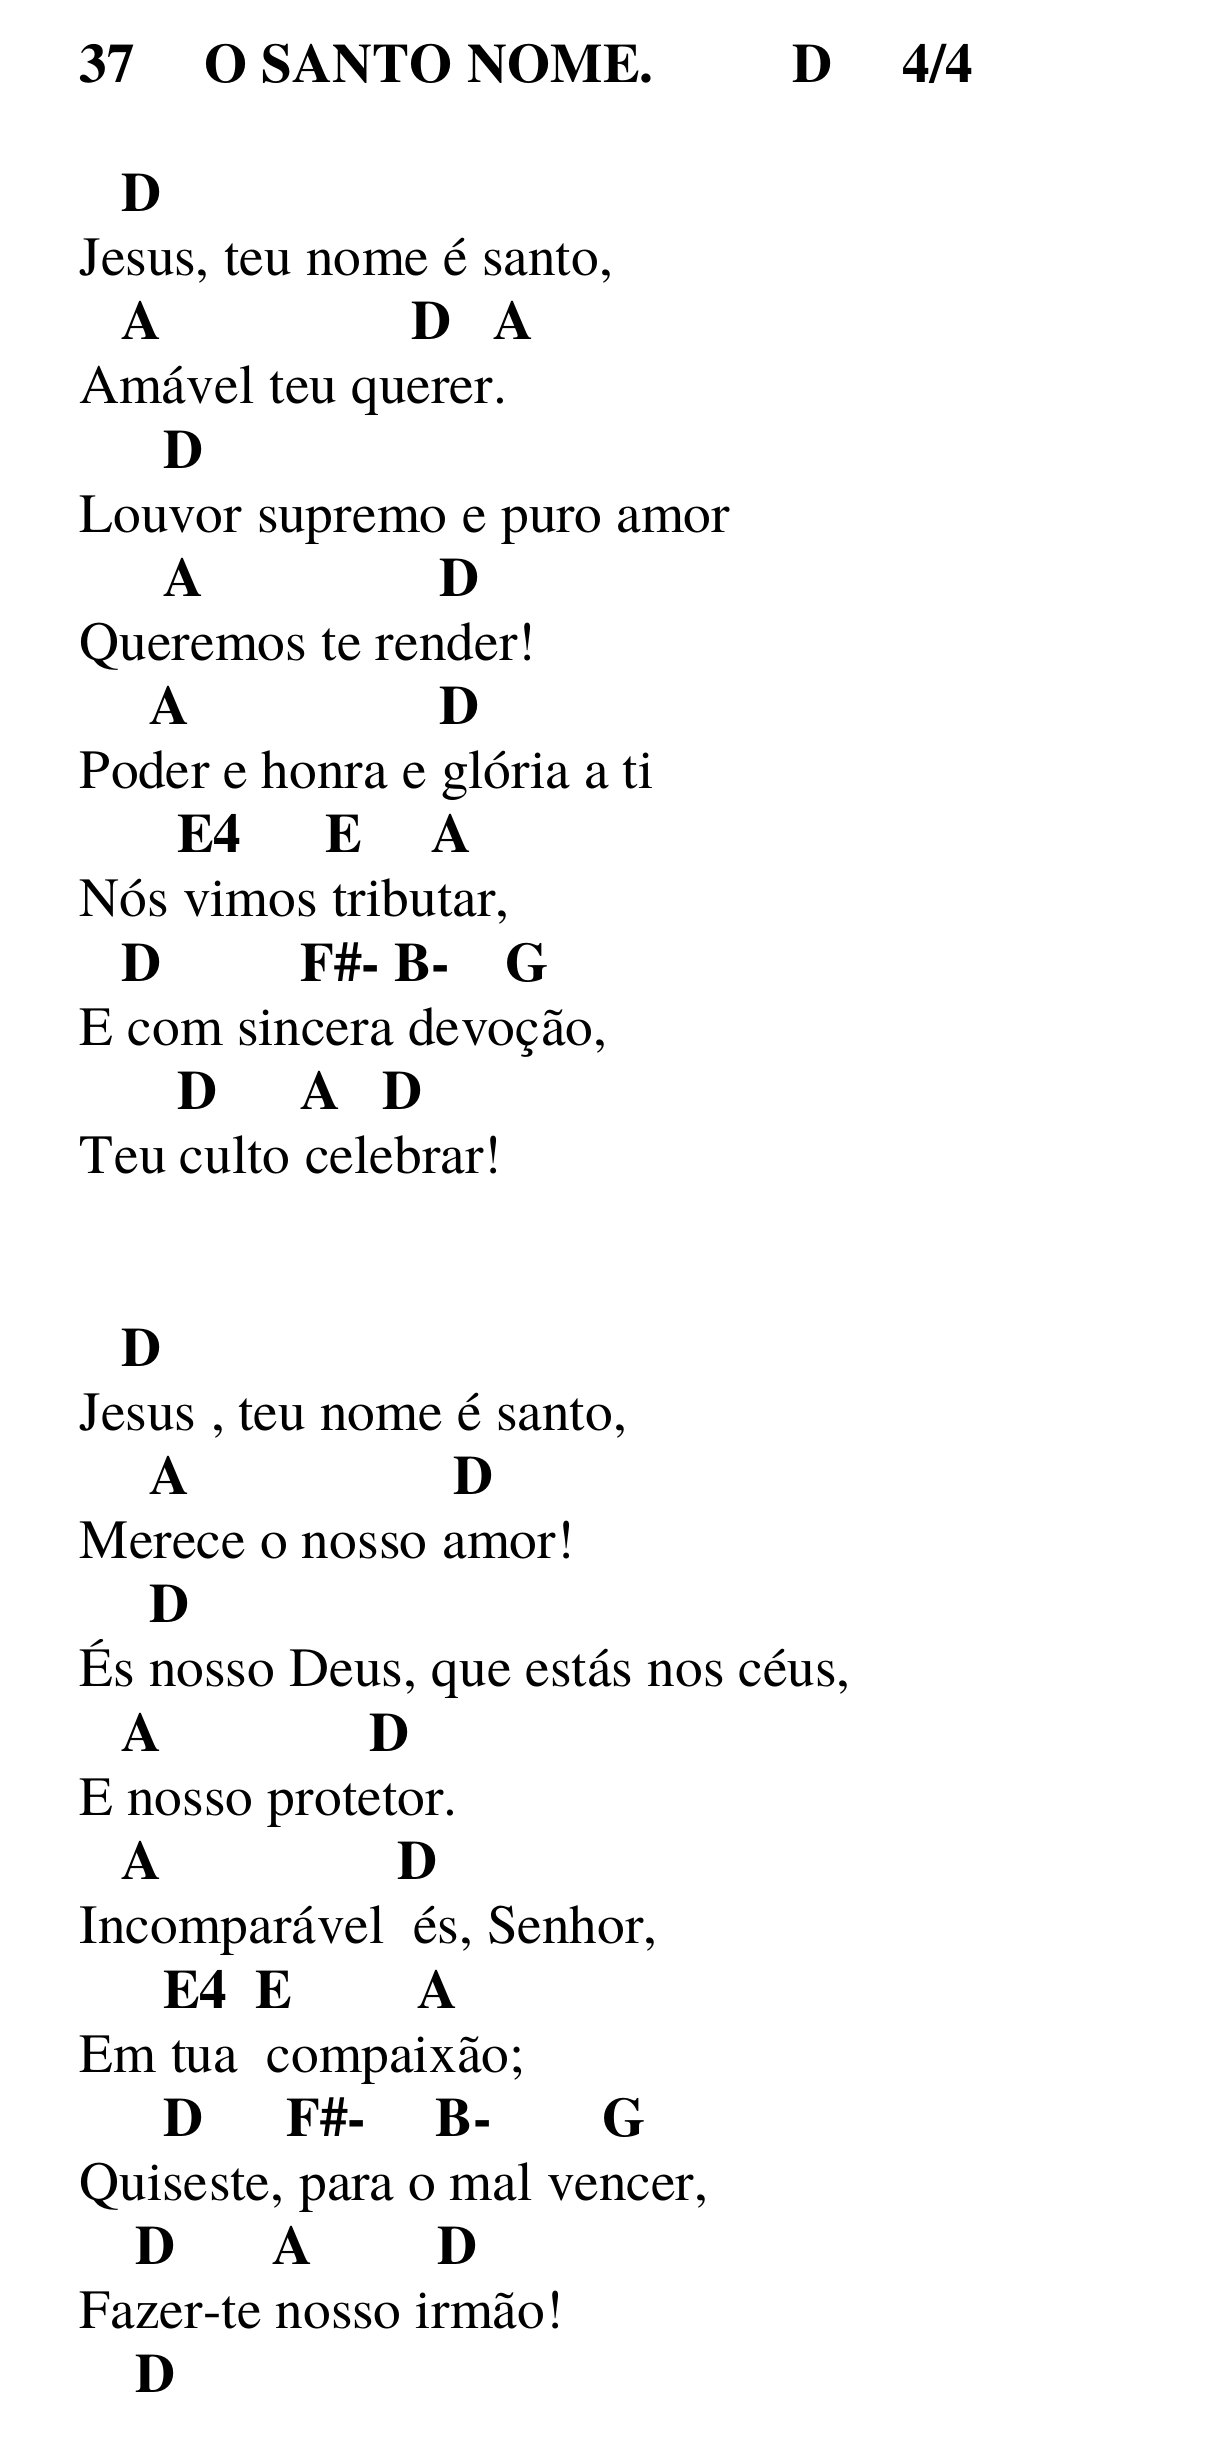 37 O SANTO NOME. D 4/4
D
Jesus, teu nome é santo,
A D A
Amável teu querer.
D
Louvor supremo e puro amor
A D
Queremos te render!
A D
Poder e honra e glória a ti
E4 E A
Nós vimos tributar,
D F#- B- G
E com sincera devoção,
D A D
Teu culto celebrar!
D
Jesus , teu nome é santo,
A D
Merece o nosso amor!
D
És nosso Deus, que estás nos céus,
A D
E nosso protetor.
A D
Incomparável és, Senhor,
E4 E A
Em tua compaixão;
D F#- B- G
Quiseste, para o mal vencer,
D A D
Fazer-te nosso irmão!
D